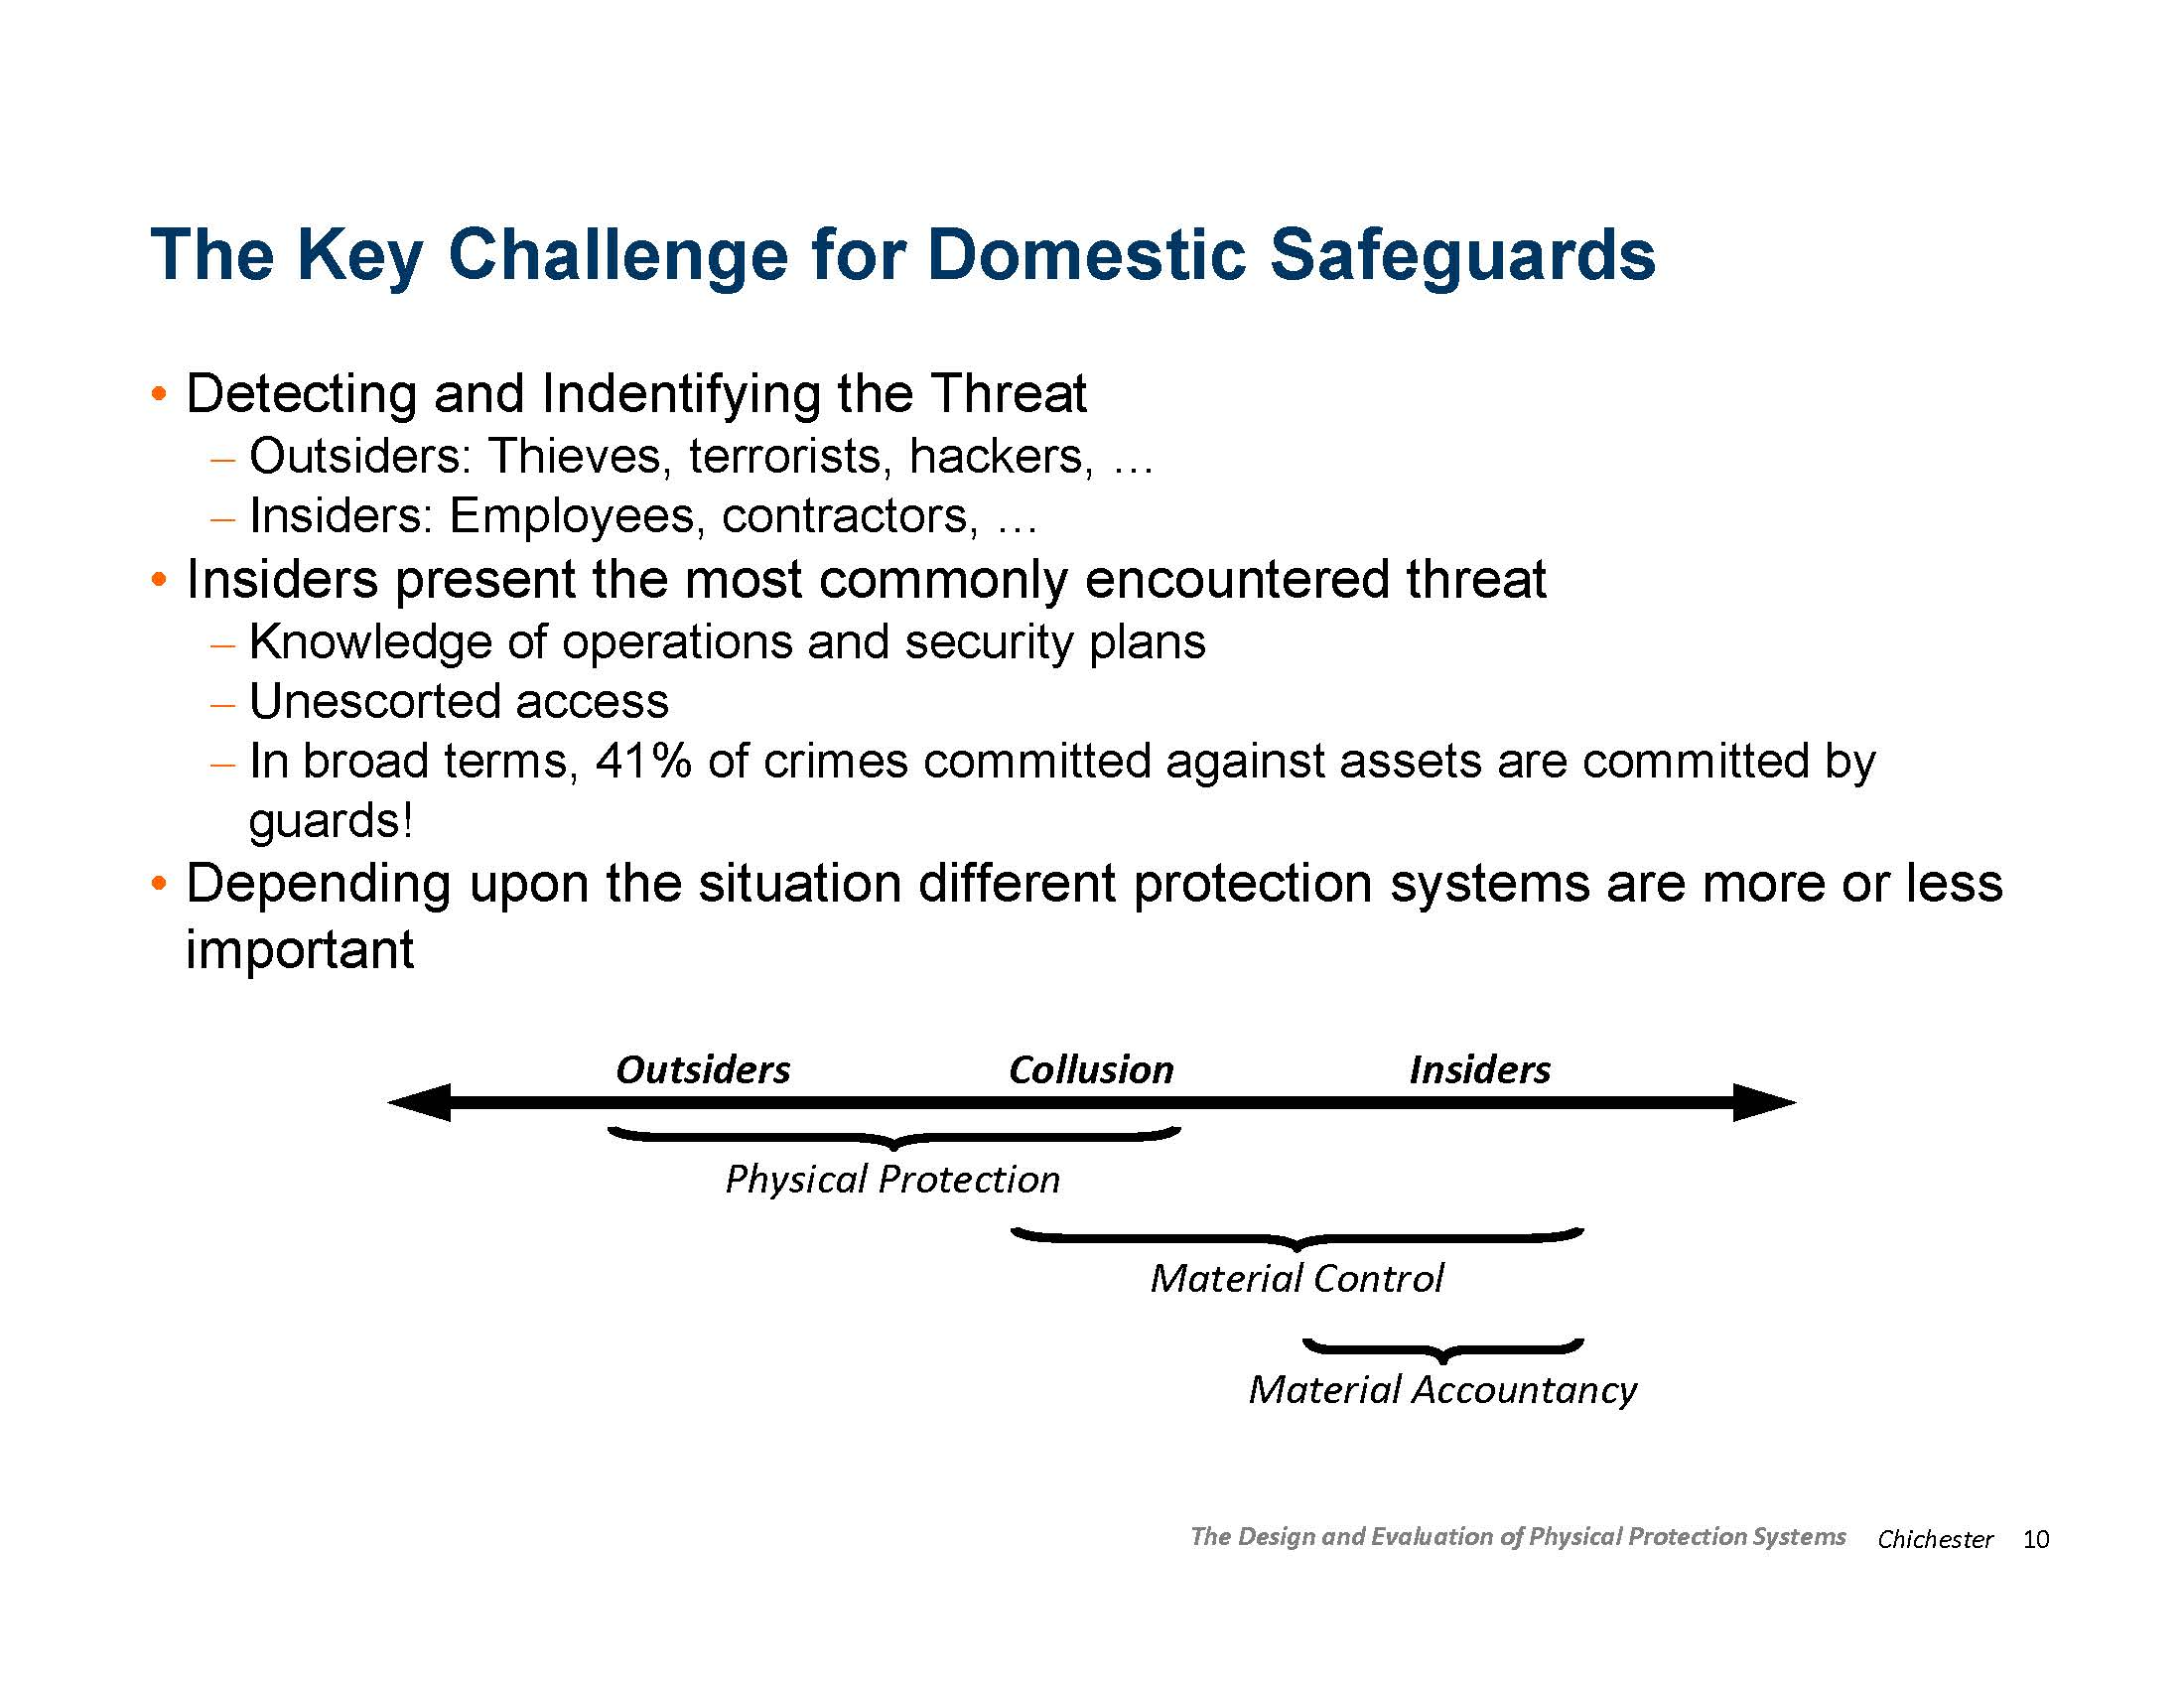 The Key Challenge for Domestic Safeguards
• Detecting and Indentifying the Threat
– Outsiders: Thieves, terrorists, hackers, …
– Insiders: Employees, contractors, …
• Insiders present the most commonly encountered threat
– Knowledge of operations and security plans
– Unescorted access
– In broad terms, 41% of crimes committed against assets are committed by
guards!
• Depending upon the situation different protection systems are more or less
important
Outsiders Collusion Insiders
Physical Protection
Material Control
Material Accountancy
The Design and Evaluation of Physical Protection Systems Chichester 10